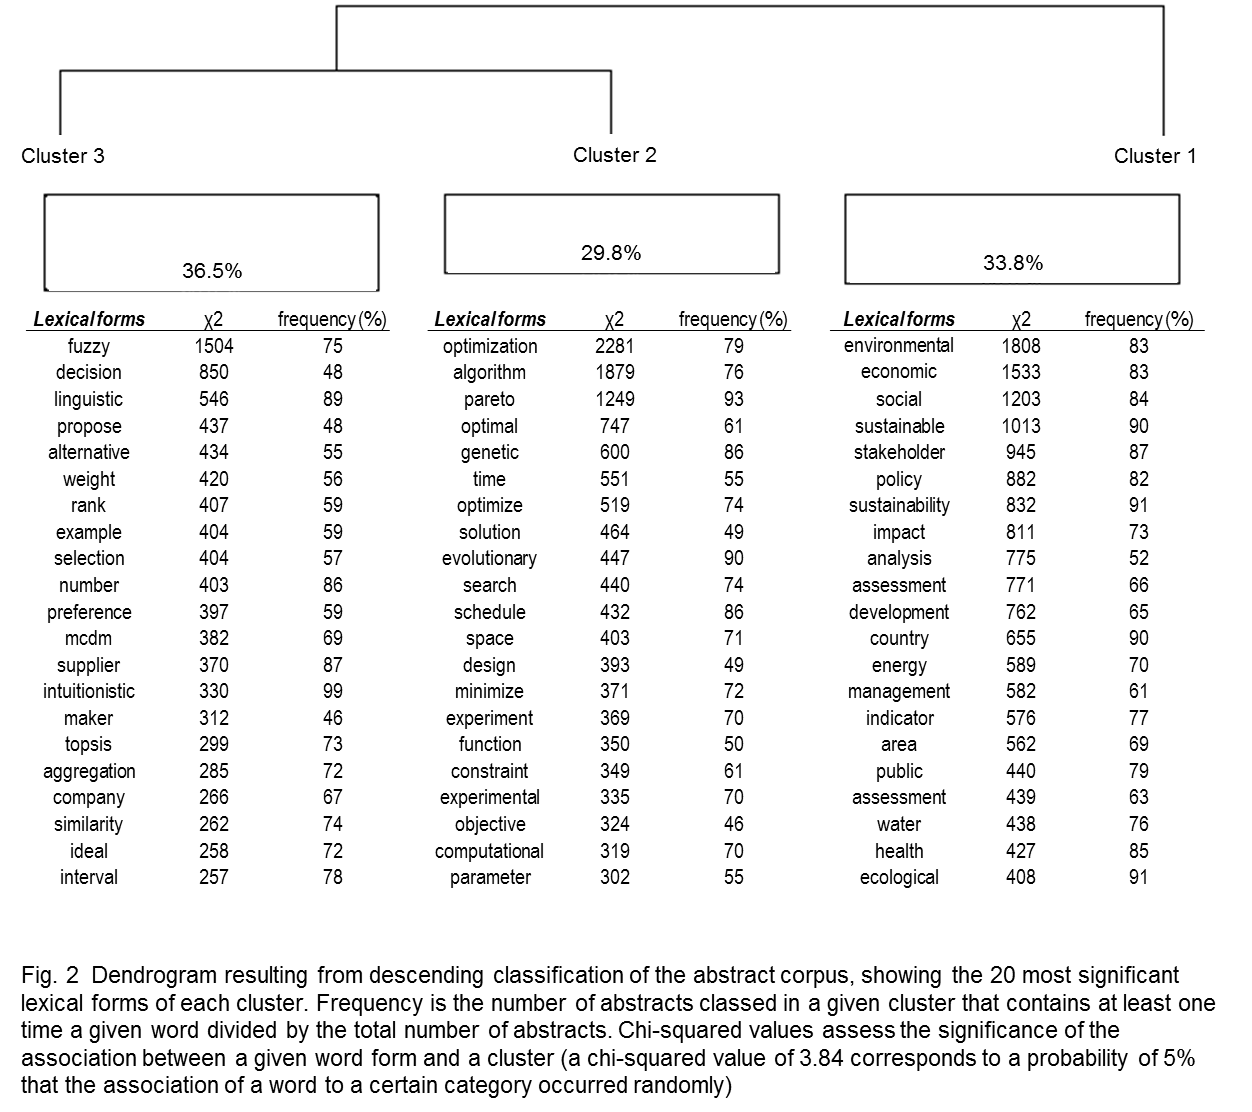 Cluster 3 Cluster 2 Cluster 1
36.5% 29.8% 33.8%
Lexical forms χ2 frequency (%) Lexical forms χ2 frequency (%) Lexical forms χ2 frequency (%)
fuzzy 1504 75 optimization 2281 79 environmental 1808 83
decision 850 48 algorithm 1879 76 economic 1533 83
linguistic 546 89 pareto 1249 93 social 1203 84
propose 437 48 optimal 747 61 sustainable 1013 90
alternative 434 55 genetic 600 86 stakeholder 945 87
weight 420 56 time 551 55 policy 882 82
rank 407 59 optimize 519 74 sustainability 832 91
example 404 59 solution 464 49 impact 811 73
selection 404 57 evolutionary 447 90 analysis 775 52
number 403 86 search 440 74 assessment 771 66
preference 397 59 schedule 432 86 development 762 65
mcdm 382 69 space 403 71 country 655 90
supplier 370 87 design 393 49 energy 589 70
intuitionistic 330 99 minimize 371 72 management 582 61
maker 312 46 experiment 369 70 indicator 576 77
topsis 299 73 function 350 50 area 562 69
aggregation 285 72 constraint 349 61 public 440 79
company 266 67 experimental 335 70 assessment 439 63
similarity 262 74 objective 324 46 water 438 76
ideal 258 72 computational 319 70 health 427 85
interval 257 78 parameter 302 55 ecological 408 91
Fig. 2 Dendrogram resulting from descending classification of the abstract corpus, showing the 20 most significant
lexical forms of each cluster. Frequency is the number of abstracts classed in a given cluster that contains at least one
time a given word divided by the total number of abstracts. Chi-squared values assess the significance of the
association between a given word form and a cluster (a chi-squared value of 3.84 corresponds to a probability of 5%
that the association of a word to a certain category occurred randomly)